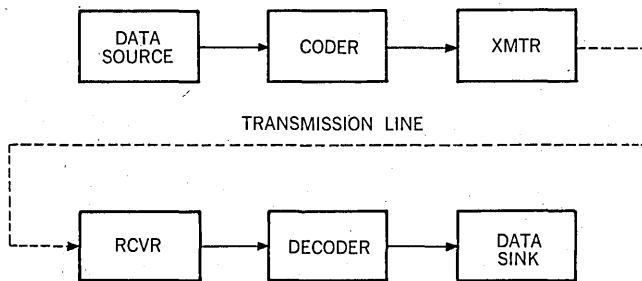 DATA
SOURCE
CODER
XMTR
TRANSMISSION LINE
RCVR
DECODER
DATA
SINK